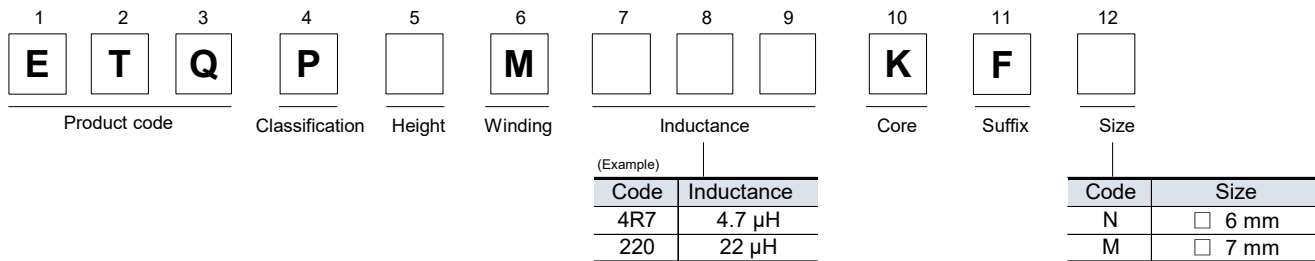 1 2 3 4 5 6 7 8 9 10 11 12
E T Q P M K F
Product code Classification Height Winding Inductance Core Suffix Size
(Example)
Code Inductance
4R7 4.7 µH
220 22 µH
Code Size
N □ 6 mm
M □ 7 mm